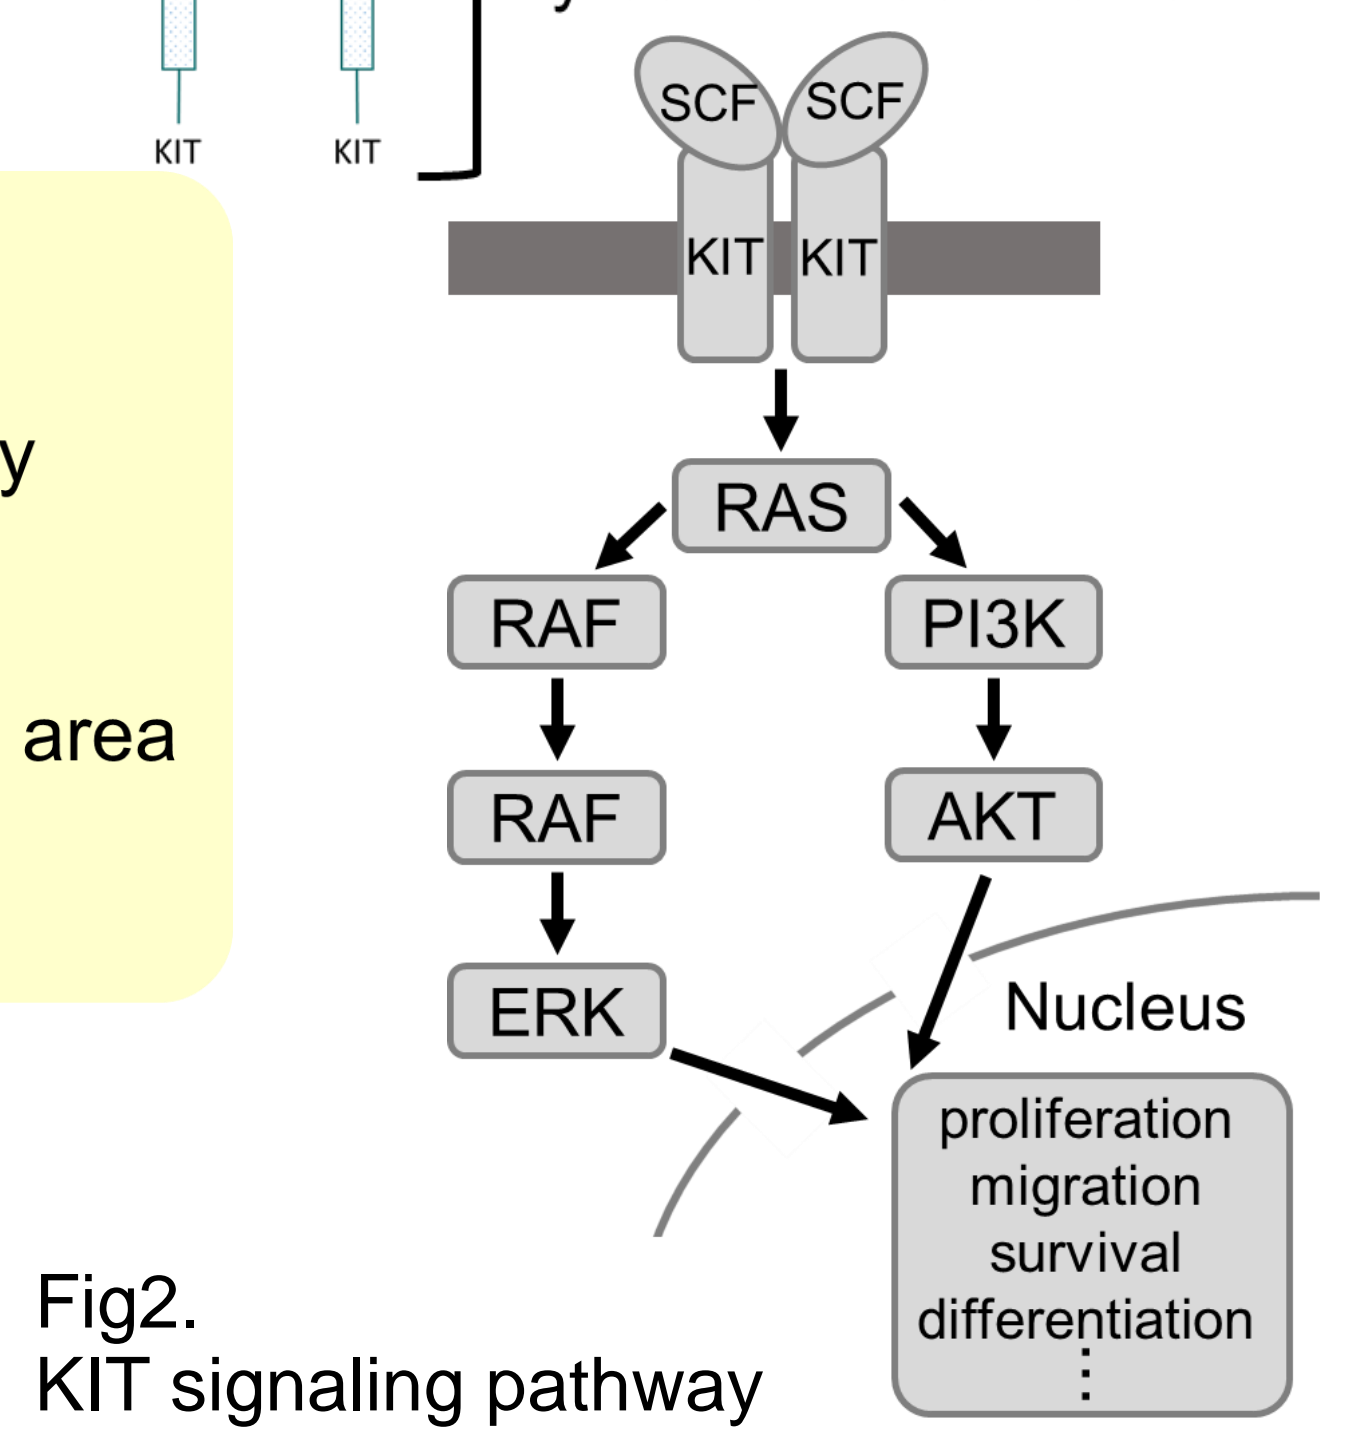 KIT KIT
SCF SCF
KIT KIT
y
area
RAS
RAF PI3K
RAF AKT
ERK
Nucleus
proliferation
migration
survival
differentiation
⋮
Fig2.
KIT signaling pathway